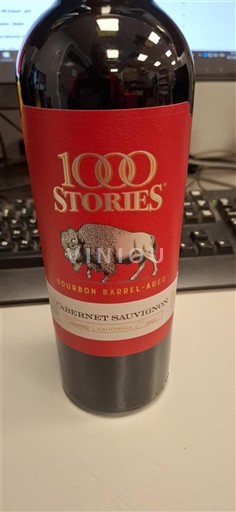 1000
STORIES
VINIOU
BOURBON BARREL-AGED
CABERNET SAUVIGNON
CALIFORNIA